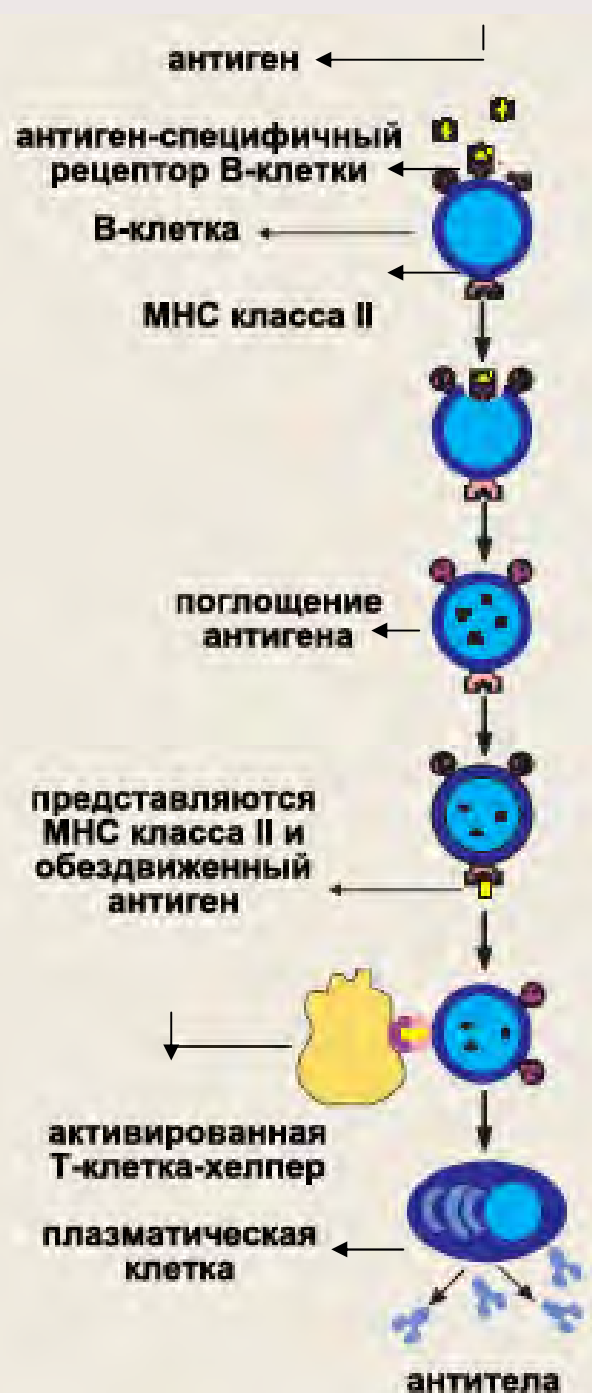 антиген
антиген-специфичный
рецептор В-клетки
В-клетка
МНС класса II
поглощение
антигена
представляются
МНС класса II и
обездвиженный
антиген
активированная
Т-клетка-хелпер
плазматическая
клетка
антитела